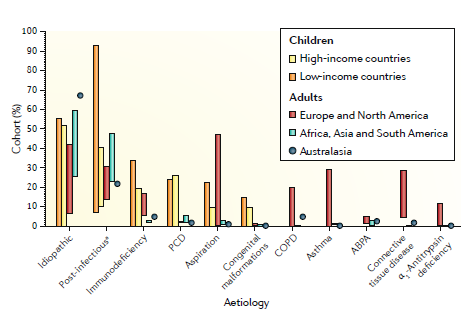 100
90
80
70
60
50
40
30
20
10
0
Cohort (%)
Children
High-income countries
Low-income countries
Adults
Europe and North America
Africa, Asia and South America
Australasia
Idiopathic
Post-infectious*
Immunodeficiency
PCD
Aspiration
Congenital
malformations
COPD
Asthma
ABPA
Connective
tissue disease
α1-Antitrypsin
deficiency
Aetiology